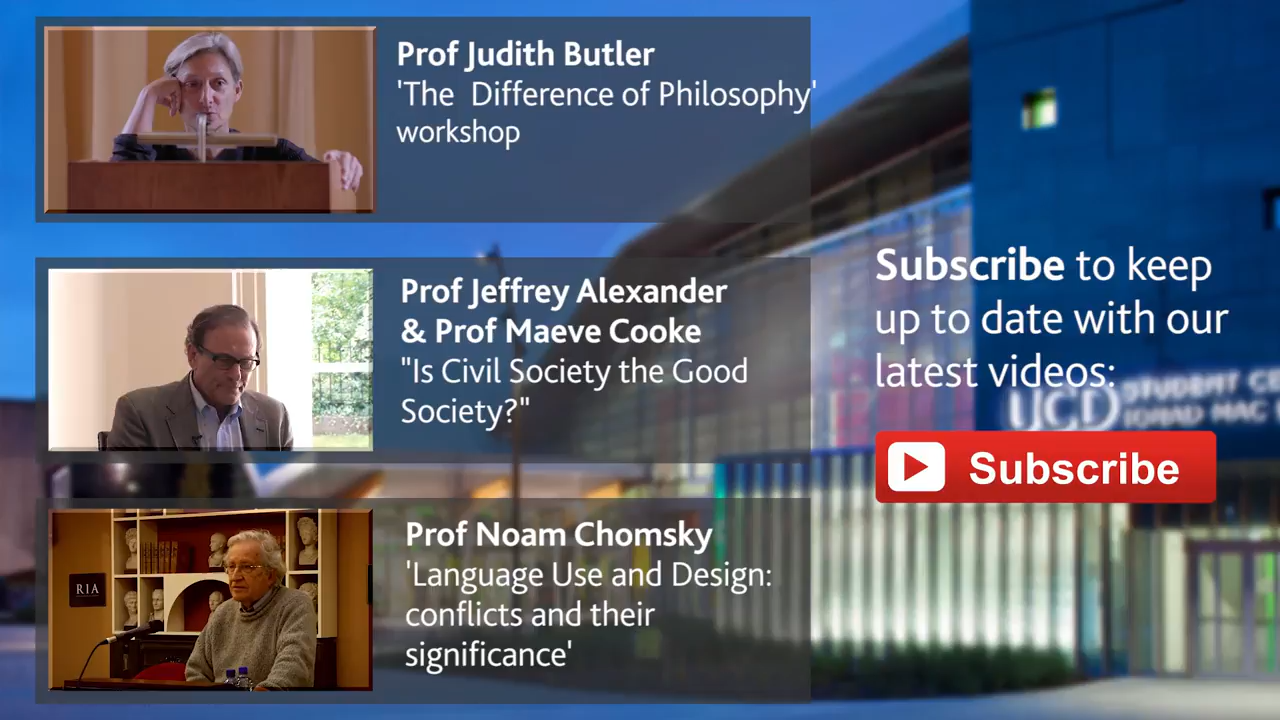 Prof Judith Butler
'The  Difference of Philosophy'
workshop
Prof Jeffrey Alexander
& Prof Maeve Cooke
"Is Civil Society the Good
Society?"
RIA
Prof Noam Chomsky
'Language Use and Design:
conflicts and their
significance'
Subscribe to keep
up to date with our
latest videos:
UCD STUDENT
Subscribe